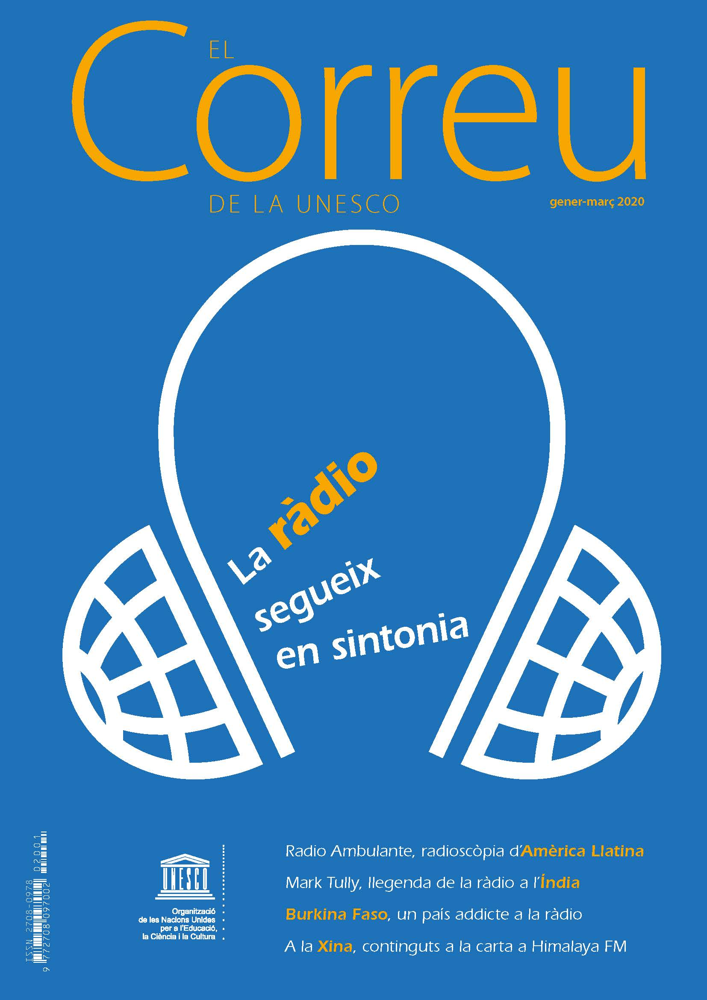 EL
Correu
DE LA UNESCO
gener-març 2020
La ràdio
segueix
en sintonia
Radio Ambulante, radioscòpia d'Amèrica Llatina
Mark Tully, llegenda de la ràdio a l'Índia
Burkina Faso, un país addicte a la ràdio
A la Xina, continguts a la carta a Himalaya FM
UNESCO
Organització
de les Nacions Unides
per a l'Educació,
la Ciència i la Cultura
ISSN 2708-0978
02001
9 772708 097002